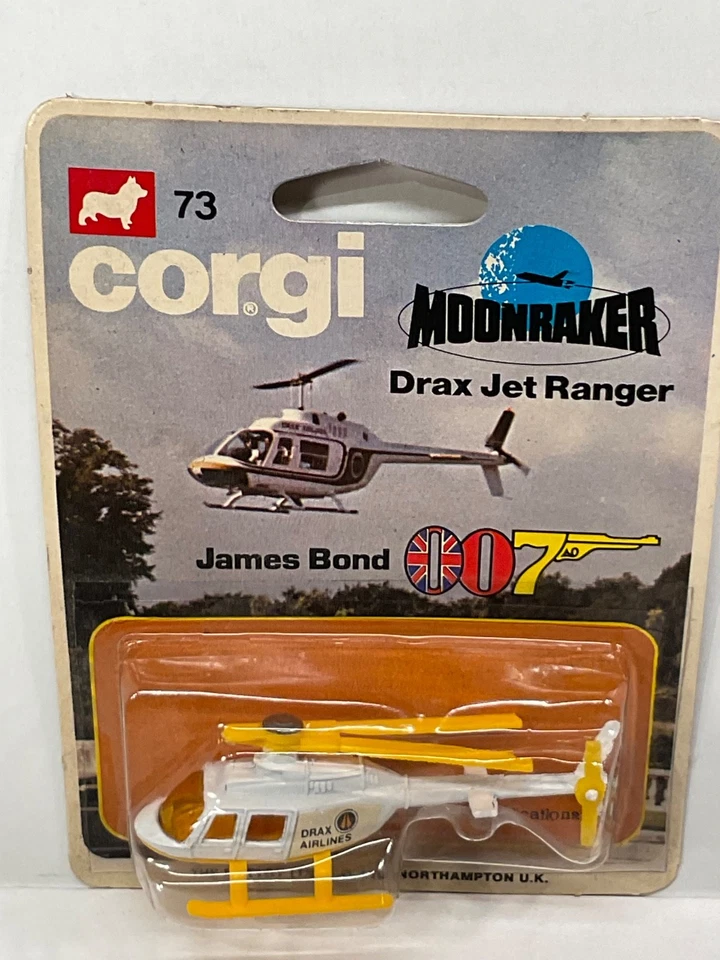 73
corgi®
MOONRAKER
Drax Jet Ranger
James Bond 007
DRAX
AIRLINES
NORTHAMPTON U.K.